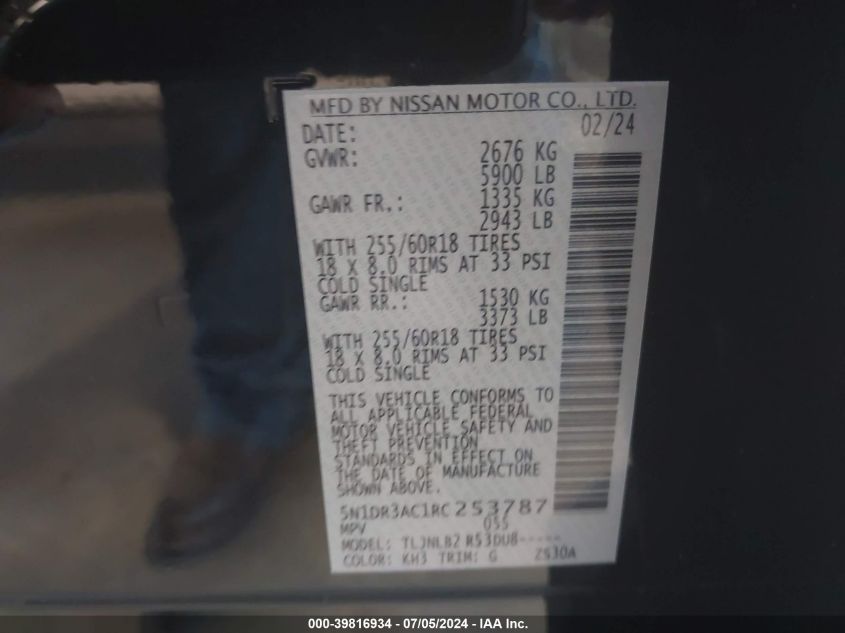 MFD BY NISSAN MOTOR CO., LTD.
DATE: 02/24
GVWR: 2676 KG
5900 LB
GAWR FR.: 1335 KG
2943 LB
WITH 255/60R18 TIRES
18 X 8.0 RIMS AT 33 PSI
COLD SINGLE
GAWR RR.: 1530 KG
3373 LB
WITH 255/60R18 TIRES
18 X 8.0 RIMS AT 33 PSI
COLD SINGLE
THIS VEHICLE CONFORMS TO
ALL APPLICABLE FEDERAL
MOTOR VEHICLE SAFETY AND
THEFT PREVENTION
STANDARDS IN EFFECT ON
THE DATE OF MANUFACTURE
SHOWN ABOVE.
5N1DR3AC1RC253787
MPV 055
MODEL: TLJNLB2 R53DU8-----
COLOR: KH3 TRIM: G 2530A
000-39816934 - 07/05/2024 - IAA Inc.